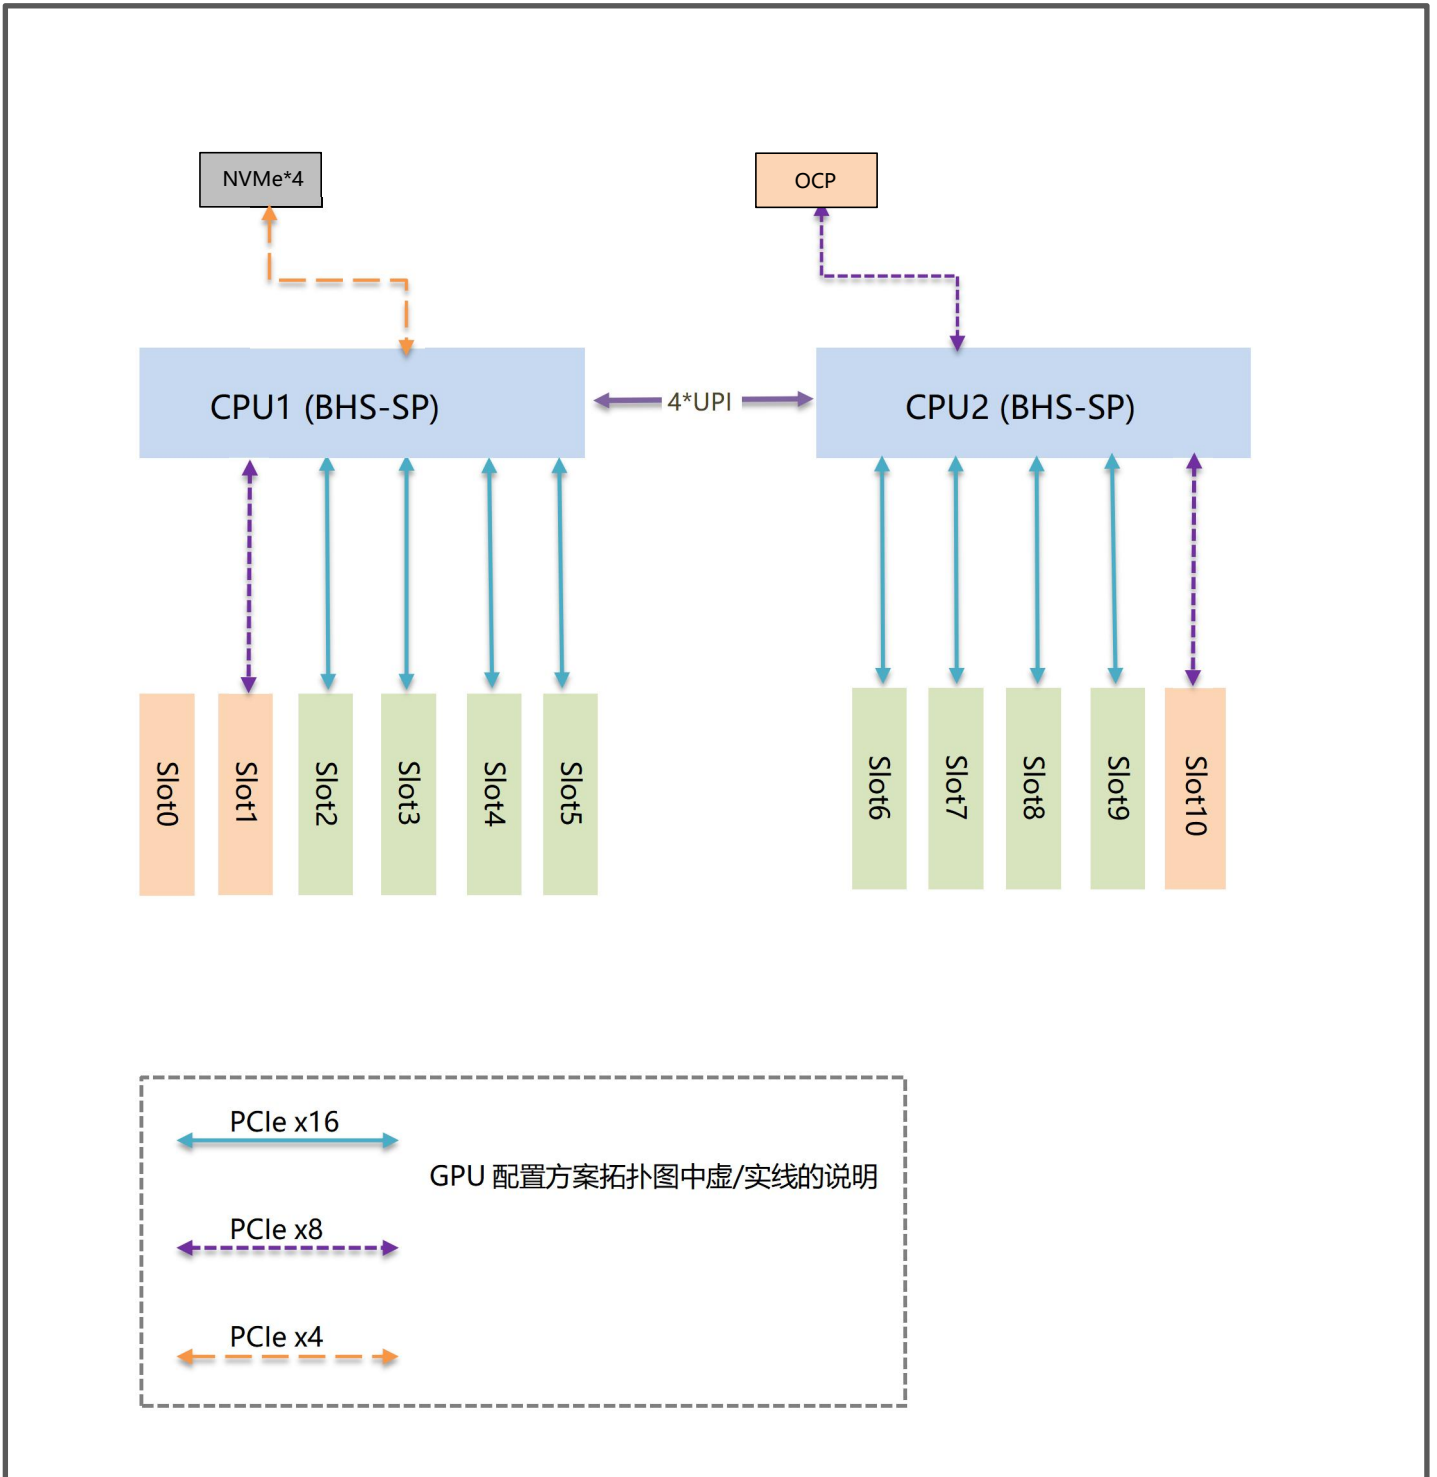 NVMe*4
OCP
CPU1 (BHS-SP)
4*UPI
CPU2 (BHS-SP)
Slot0
Slot1
Slot2
Slot3
Slot4
Slot5
Slot6
Slot7
Slot8
Slot9
Slot10
PCIe x16
GPU 配置方案拓扑图中虚/实线的说明
PCIe x8
PCIe x4